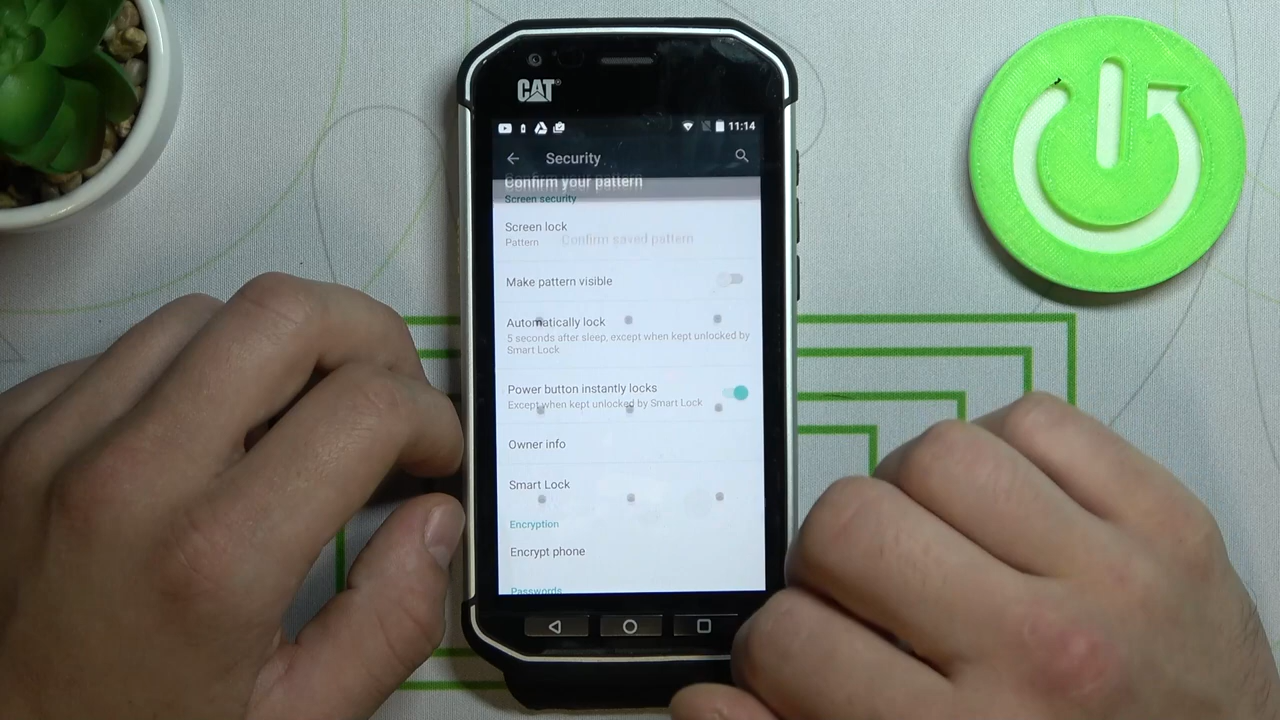 CAT
11:14
Security
Confirm your pattern
Screen security
Screen lock
Pattern
Confirm saved pattern
Make pattern visible
Automatically lock
5 seconds after sleep, except when kept unlocked by
Smart Lock
Power button instantly locks
Except when kept unlocked by Smart Lock
Owner info
Smart Lock
Encryption
Encrypt phone
Passwords